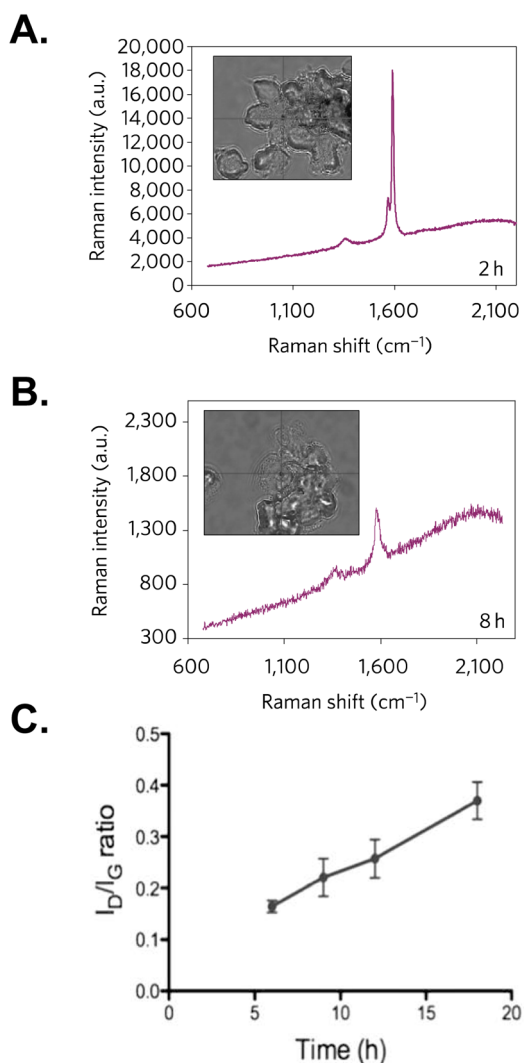 A.
20,000
18,000
16,000
14,000
12,000
10,000
8,000
6,000
4,000
2,000
0
Raman intensity (a.u.)
2 h
600 1,100 1,600 2,100
Raman shift (cm⁻¹)
B.
2,300
1,800
1,300
800
300
Raman intensity (a.u.)
8 h
600 1,100 1,600 2,100
Raman shift (cm⁻¹)
C.
0.5
0.4
0.3
0.2
0.1
0.0
I_D/I_G ratio
0 5 10 15 20
Time (h)